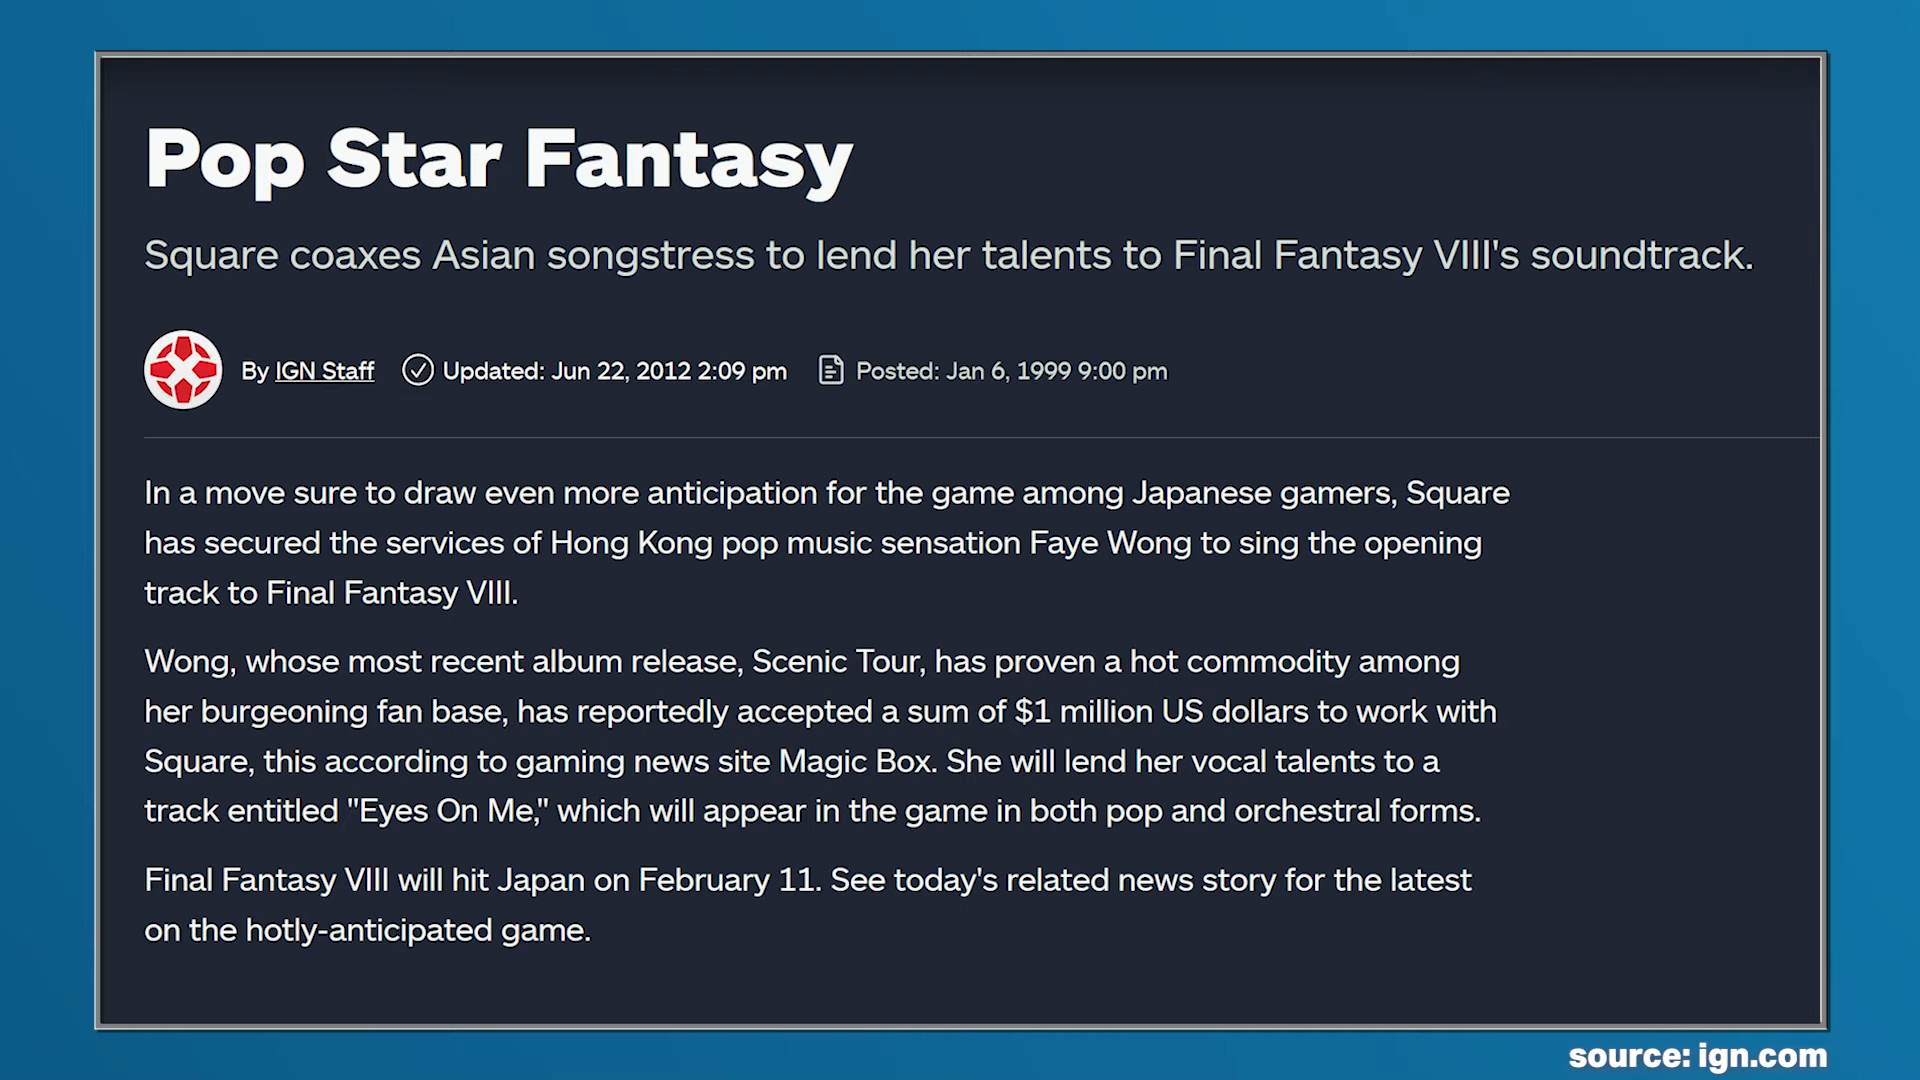 Pop Star Fantasy
Square coaxes Asian songstress to lend her talents to Final Fantasy VIII's soundtrack.
By IGN Staff Updated: Jun 22, 2012 2:09 pm Posted: Jan 6, 1999 9:00 pm
In a move sure to draw even more anticipation for the game among Japanese gamers, Square
has secured the services of Hong Kong pop music sensation Faye Wong to sing the opening
track to Final Fantasy VIII.
Wong, whose most recent album release, Scenic Tour, has proven a hot commodity among
her burgeoning fan base, has reportedly accepted a sum of $1 million US dollars to work with
Square, this according to gaming news site Magic Box. She will lend her vocal talents to a
track entitled "Eyes On Me," which will appear in the game in both pop and orchestral forms.
Final Fantasy VIII will hit Japan on February 11. See today's related news story for the latest
on the hotly-anticipated game.
source: ign.com